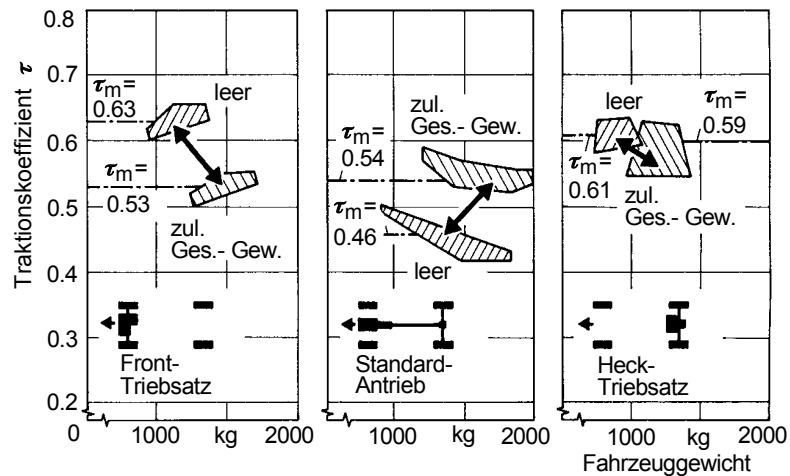 Traktionskoeffizient τ
0.8
0.7
0.6
0.5
0.4
0.3
0.2
0
τm=
0.63
leer
τm=
0.53
zul.
Ges.- Gew.
Front-
Triebsatz
1000
kg
2000
zul.
Ges.- Gew.
τm=
0.54
τm=
0.46
leer
Standard-
Antrieb
1000
kg
2000
leer
τm=
0.59
τm=
0.61
zul.
Ges.- Gew.
Heck-
Triebsatz
1000
kg
2000
Fahrzeuggewicht